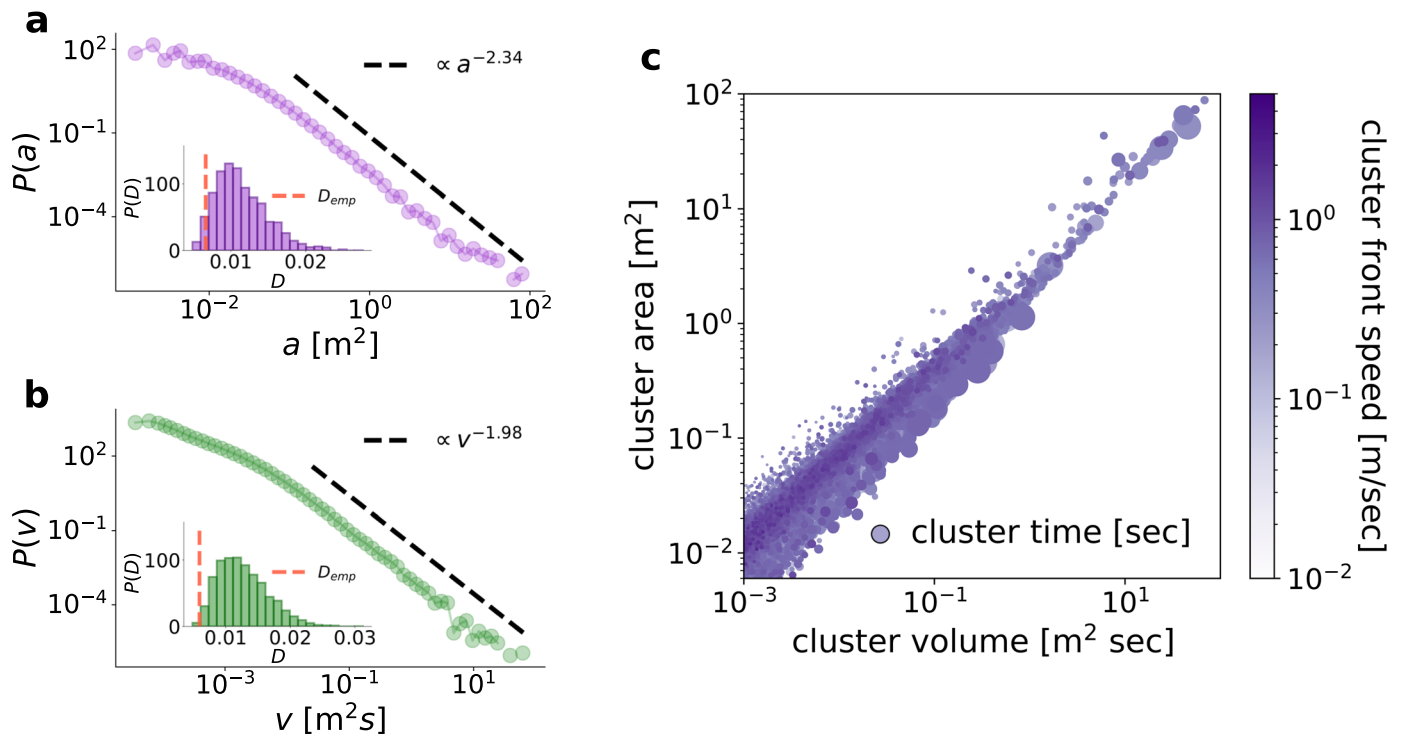 a
10²
10⁻¹
10⁻⁴
P(a)
∝ a⁻²·³⁴
100
0
P(D)
D_emp
0.01 0.02
D
10⁻² 10⁰ 10²
a [m²]
b
10²
10⁻¹
10⁻⁴
P(v)
∝ v⁻¹·⁹⁸
100
0
P(D)
D_emp
0.01 0.02 0.03
D
10⁻³ 10⁻¹ 10¹
v [m²s]
c
10²
10¹
10⁰
10⁻¹
10⁻²
cluster area [m²]
cluster time [sec]
10⁻³ 10⁻¹ 10¹
cluster volume [m² sec]
10⁰
10⁻¹
10⁻²
cluster front speed [m/sec]